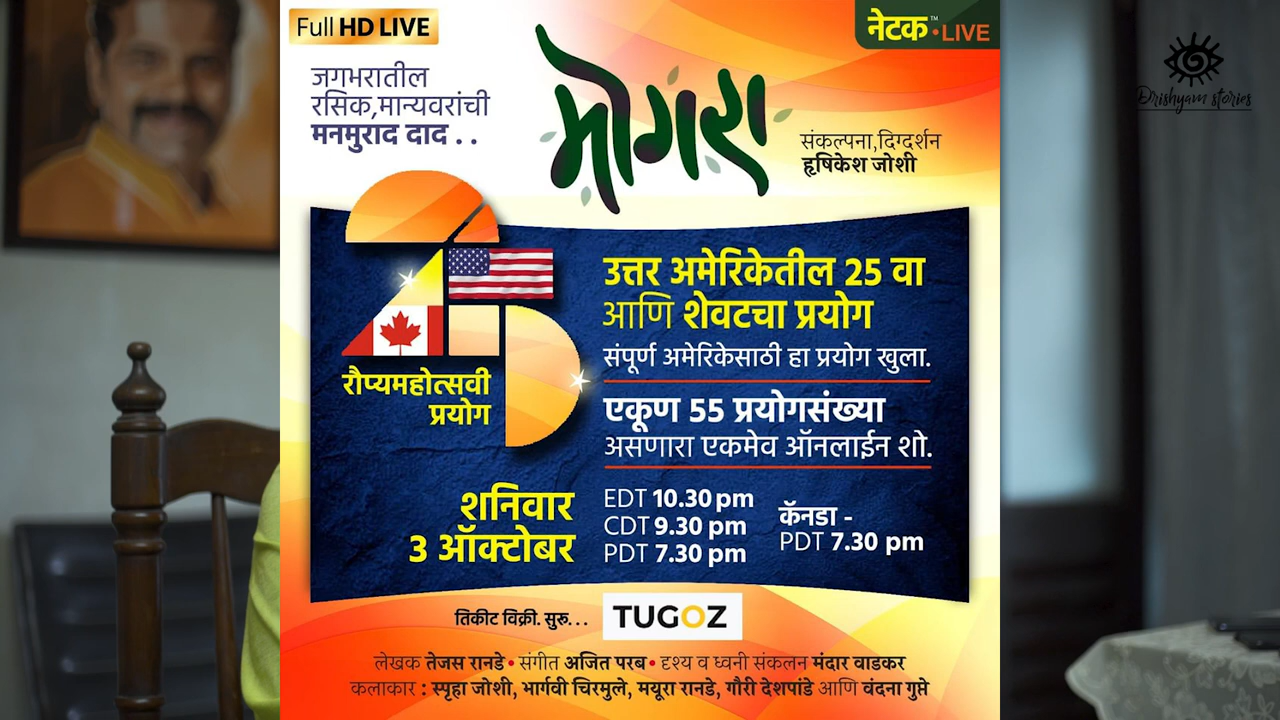 Full HD LIVE
नेटक™•LIVE
Drishyam stories
जगभरातील
रसिक,मान्यवरांची
मनमुराद दाद . .
मोगरा
संकल्पना,दिग्दर्शन
हृषिकेश जोशी
25
रौप्यमहोत्सवी
प्रयोग
उत्तर अमेरिकेतील 25 वा
आणि शेवटचा प्रयोग
संपूर्ण अमेरिकेसाठी हा प्रयोग खुला.
एकूण 55 प्रयोगसंख्या
असणारा एकमेव ऑनलाईन शो.
शनिवार
3 ऑक्टोबर
EDT 10.30 pm
CDT 9.30 pm
PDT 7.30 pm
कॅनडा -
PDT 7.30 pm
तिकीट विक्री. सुरू. . .
TUGOZ
लेखक तेजस रानडे • संगीत अजित परब • दृश्य व ध्वनी संकलन मंदार वाडकर
कलाकार : स्पृहा जोशी, भार्गवी चिरमुले, मयूरा रानडे, गौरी देशपांडे आणि वंदना गुप्ते